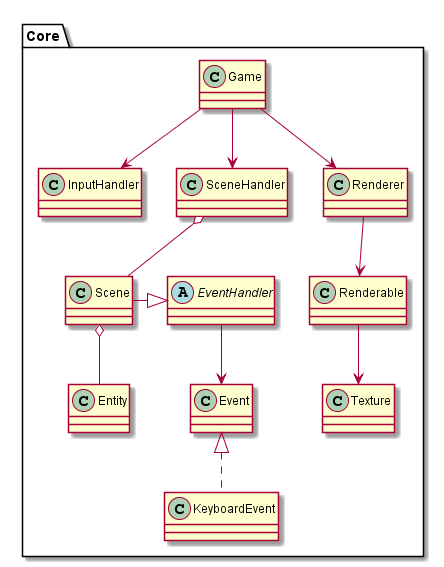 Core
C Game
C InputHandler
C SceneHandler
C Renderer
C Scene
A EventHandler
C Renderable
C Entity
C Event
C Texture
C KeyboardEvent